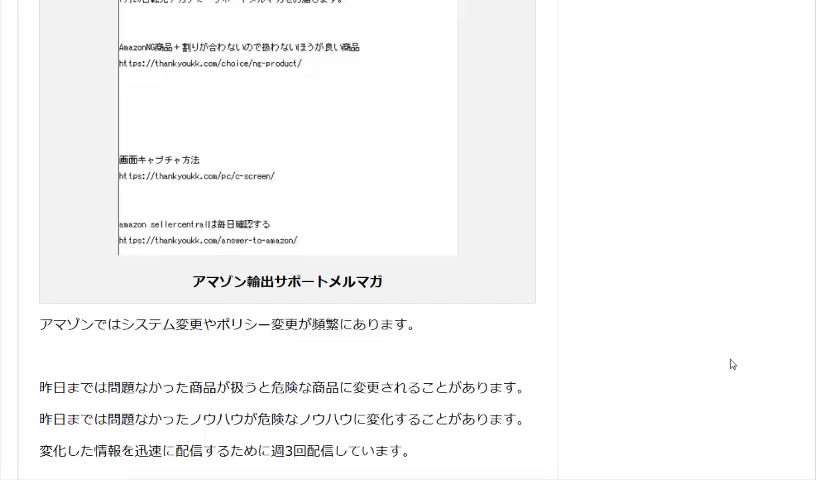 AmazonNG商品＋割りが合わないので扱わないほうが良い商品
https://thankyoukk.com/choice/ng-product/
画面キャプチャ方法
https://thankyoukk.com/pc/c-screen/
amazon sellercentralは毎日確認する
https://thankyoukk.com/answer-to-amazon/
アマゾン輸出サポートメルマガ
アマゾンではシステム変更やポリシー変更が頻繁にあります。
昨日までは問題なかった商品が扱うと危険な商品に変更されることがあります。
昨日までは問題なかったノウハウが危険なノウハウに変化することがあります。
変化した情報を迅速に配信するために週3回配信しています。